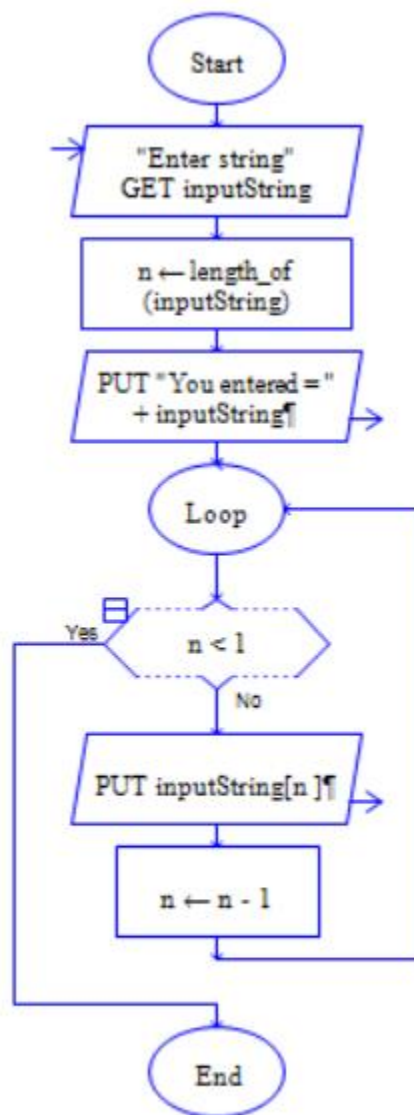 Start
"Enter string"
GET inputString
n ← length_of
(inputString)
PUT "You entered = "
+ inputString¶
Loop
Yes
n < 1
No
PUT inputString[n ]¶
n ← n - 1
End